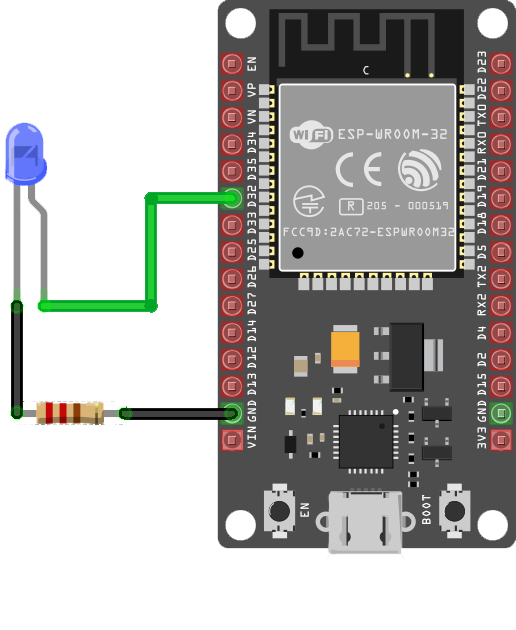 EN
VP
VN
D34
D35
D32
D33
D25
D26
D27
D14
D12
D13
GND
VIN
C
WiFi ESP-WROOM-32
CE
R 205 - 000519
FCC9D:2AC72-ESPWROOM32
D23
D22
TX0
RX0
D21
D19
D18
D5
TX2
RX2
D4
D2
D15
GND
3V3
EN
BOOT